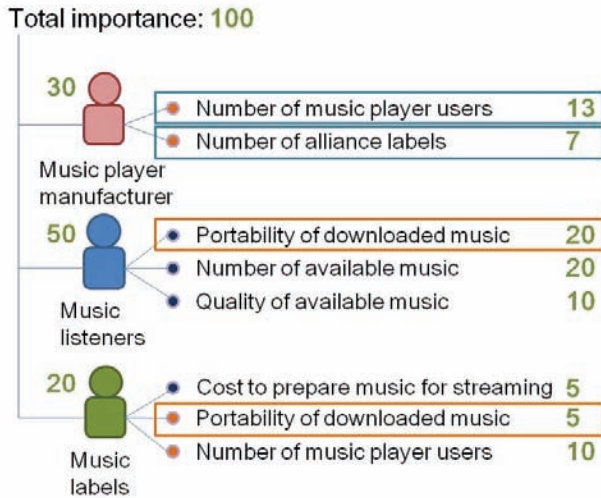 Total importance: 100
30
Music player
manufacturer
Number of music player users 13
Number of alliance labels 7
50
Music
listeners
Portability of downloaded music 20
Number of available music 20
Quality of available music 10
20
Music
labels
Cost to prepare music for streaming 5
Portability of downloaded music 5
Number of music player users 10